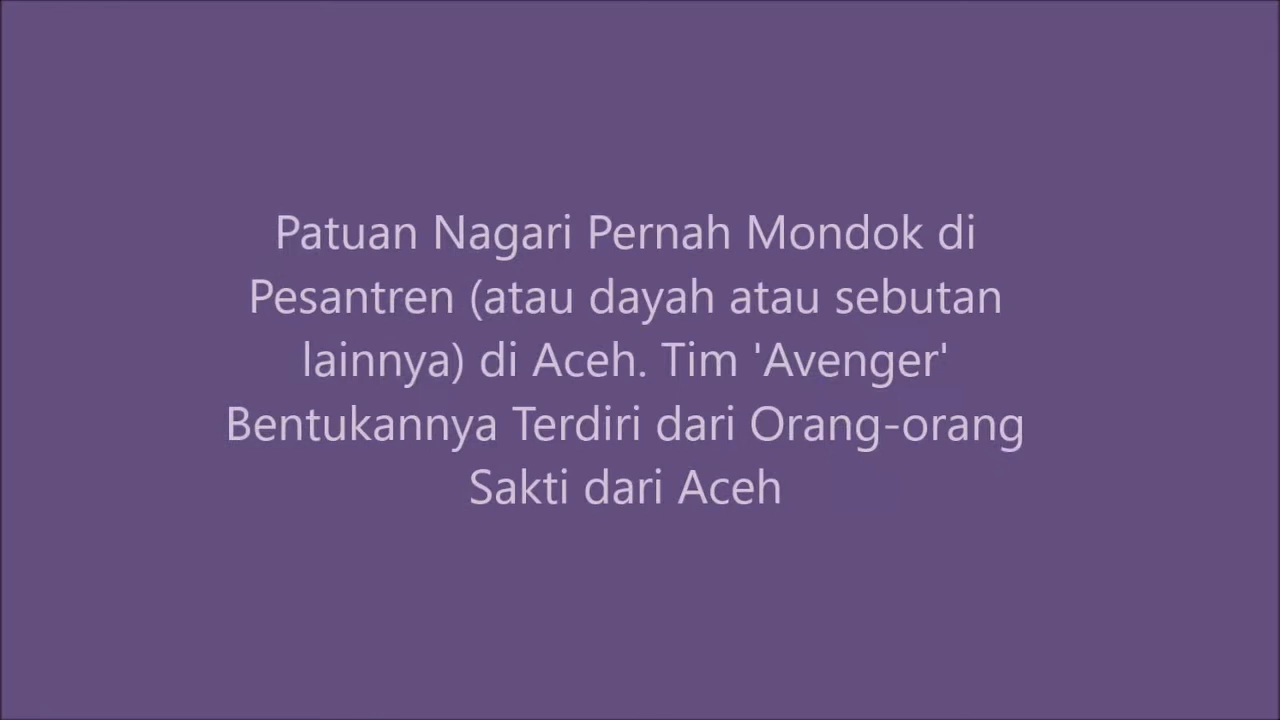 Patuan Nagari Pernah Mondok di
Pesantren (atau dayah atau sebutan
lainnya) di Aceh. Tim 'Avenger'
Bentukannya Terdiri dari Orang-orang
Sakti dari Aceh